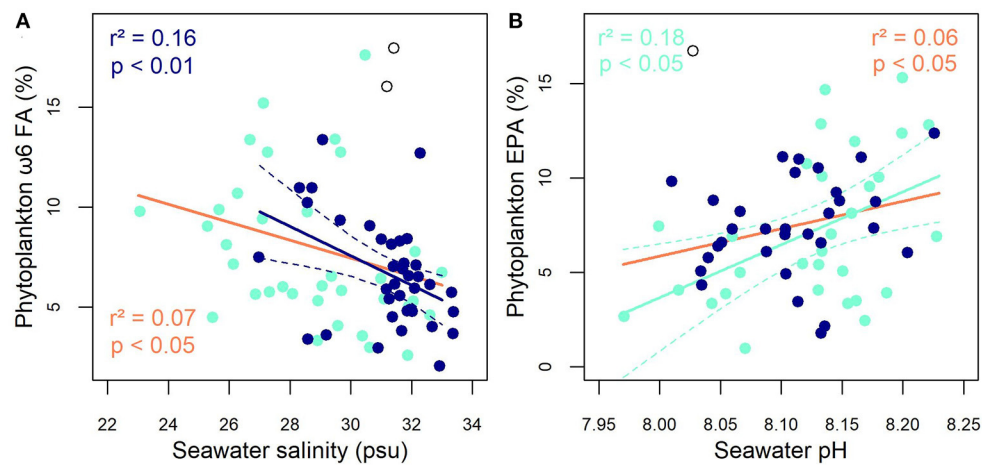 A
r² = 0.16
p < 0.01
r² = 0.07
p < 0.05
Phytoplankton ω6 FA (%)
15
10
5
22 24 26 28 30 32 34
Seawater salinity (psu)
B
r² = 0.18
p < 0.05
r² = 0.06
p < 0.05
Phytoplankton EPA (%)
15
10
5
0
7.95 8.00 8.05 8.10 8.15 8.20 8.25
Seawater pH